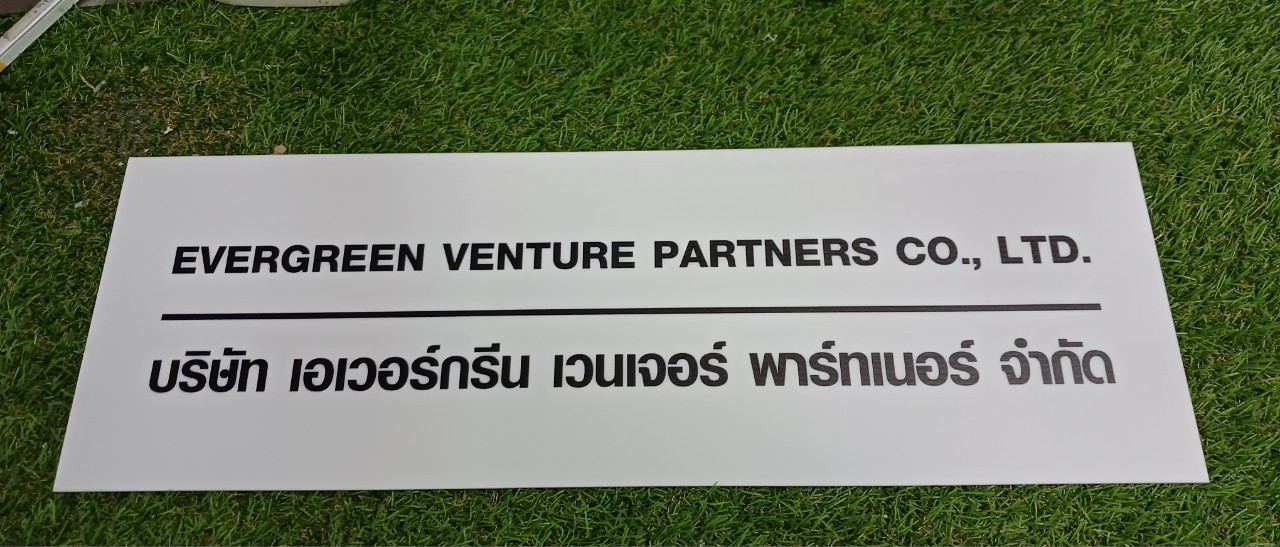 EVERGREEN VENTURE PARTNERS CO., LTD.
บริษัท เอเวอร์กรีน เวนเจอร์ พาร์ทเนอร์ จำกัด